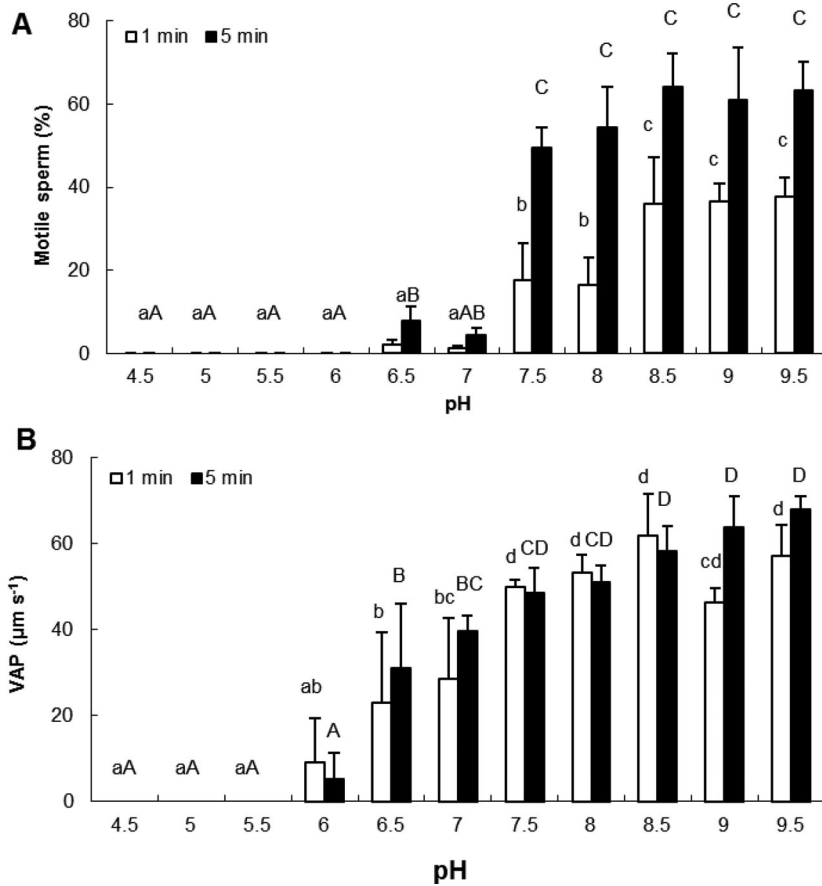 A
80
1 min 5 min
C C C C C
60
Motile sperm (%)
40
c c c
b b
20
aA aA aA aA aB aAB
0
4.5 5 5.5 6 6.5 7 7.5 8 8.5 9 9.5
pH
B
80
1 min 5 min
d D D D
60
d CD d CD d
VAP (µm s-1)
B cd
40
b bc BC
20
ab
A
aA aA aA
0
4.5 5 5.5 6 6.5 7 7.5 8 8.5 9 9.5
pH